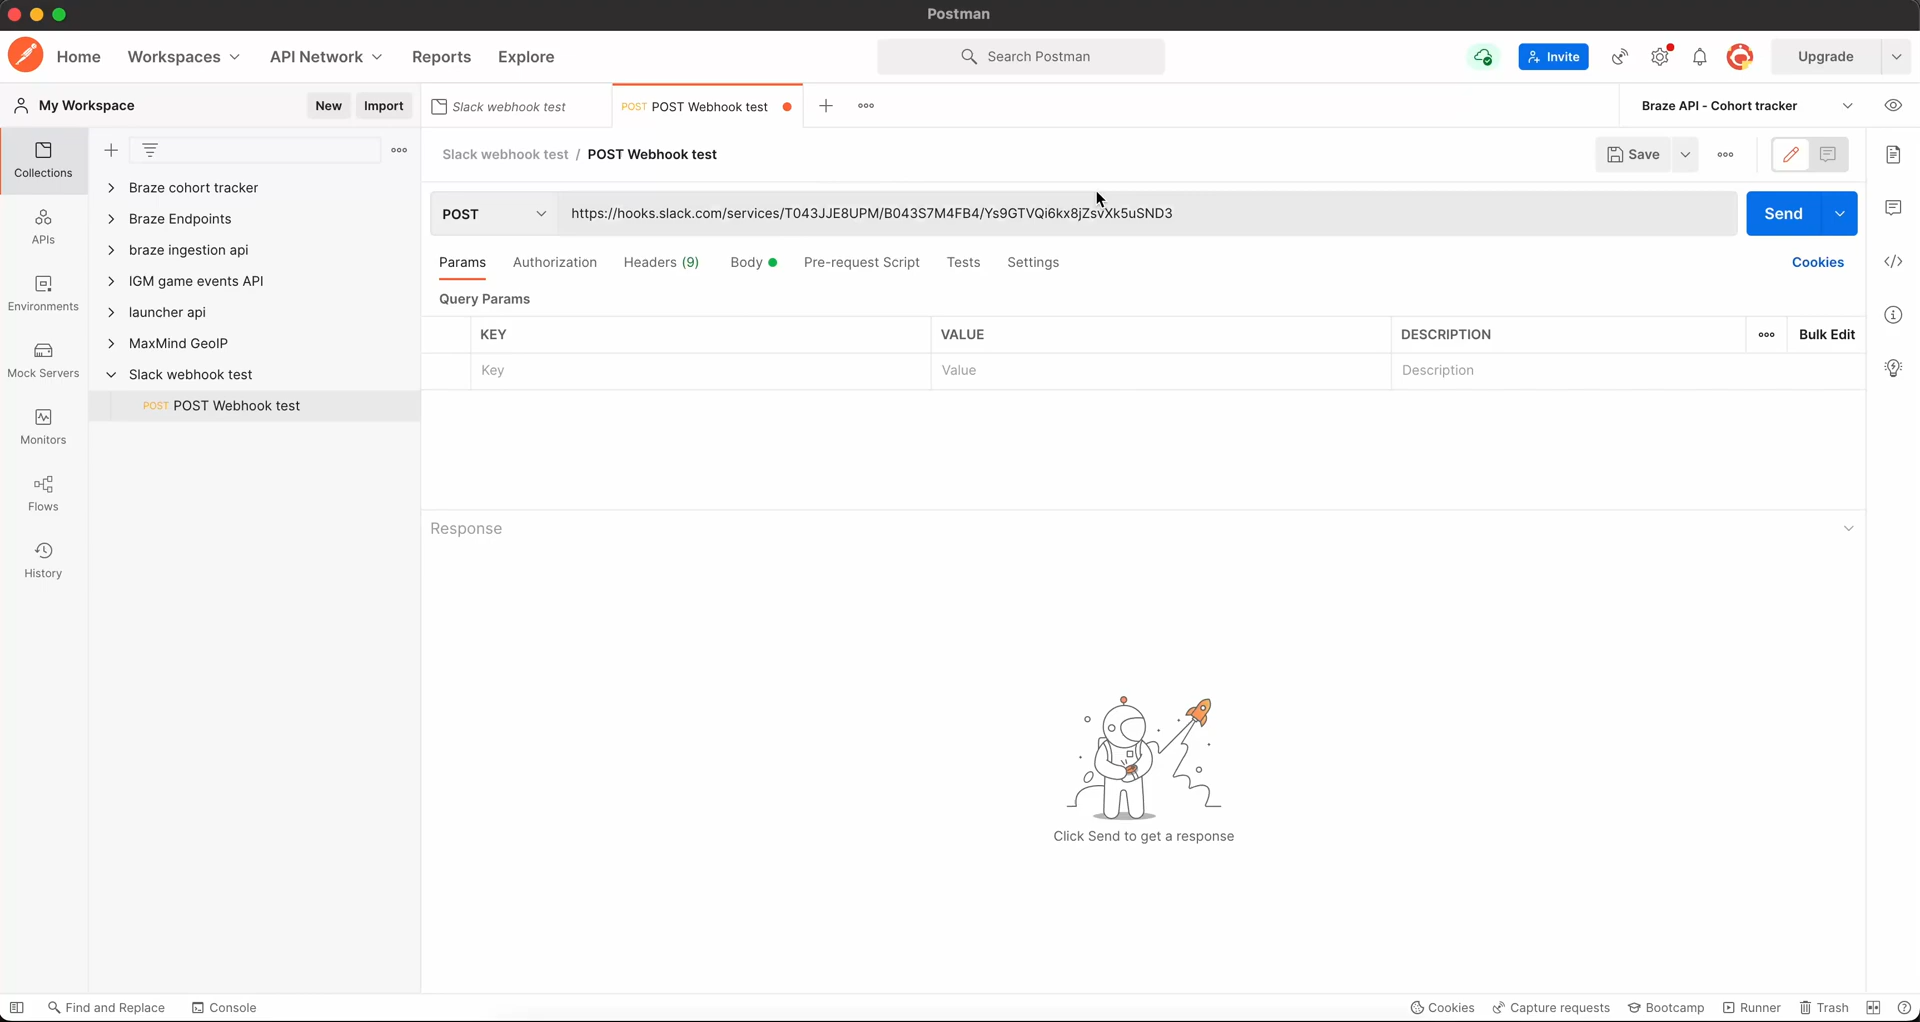 Postman
Home Workspaces API Network Reports Explore Search Postman Invite Upgrade
My Workspace New Import Slack webhook test POST POST Webhook test Braze API - Cohort tracker
Collections
APIs
Environments
Mock Servers
Monitors
Flows
History
Braze cohort tracker
Braze Endpoints
braze ingestion api
IGM game events API
launcher api
MaxMind GeoIP
Slack webhook test
POST POST Webhook test
Slack webhook test / POST Webhook test Save
POST https://hooks.slack.com/services/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 Send
Params Authorization Headers (9) Body Pre-request Script Tests Settings Cookies
Query Params
KEY VALUE DESCRIPTION Bulk Edit
Key Value Description
Response
Click Send to get a response
Find and Replace Console Cookies Capture requests Bootcamp Runner Trash